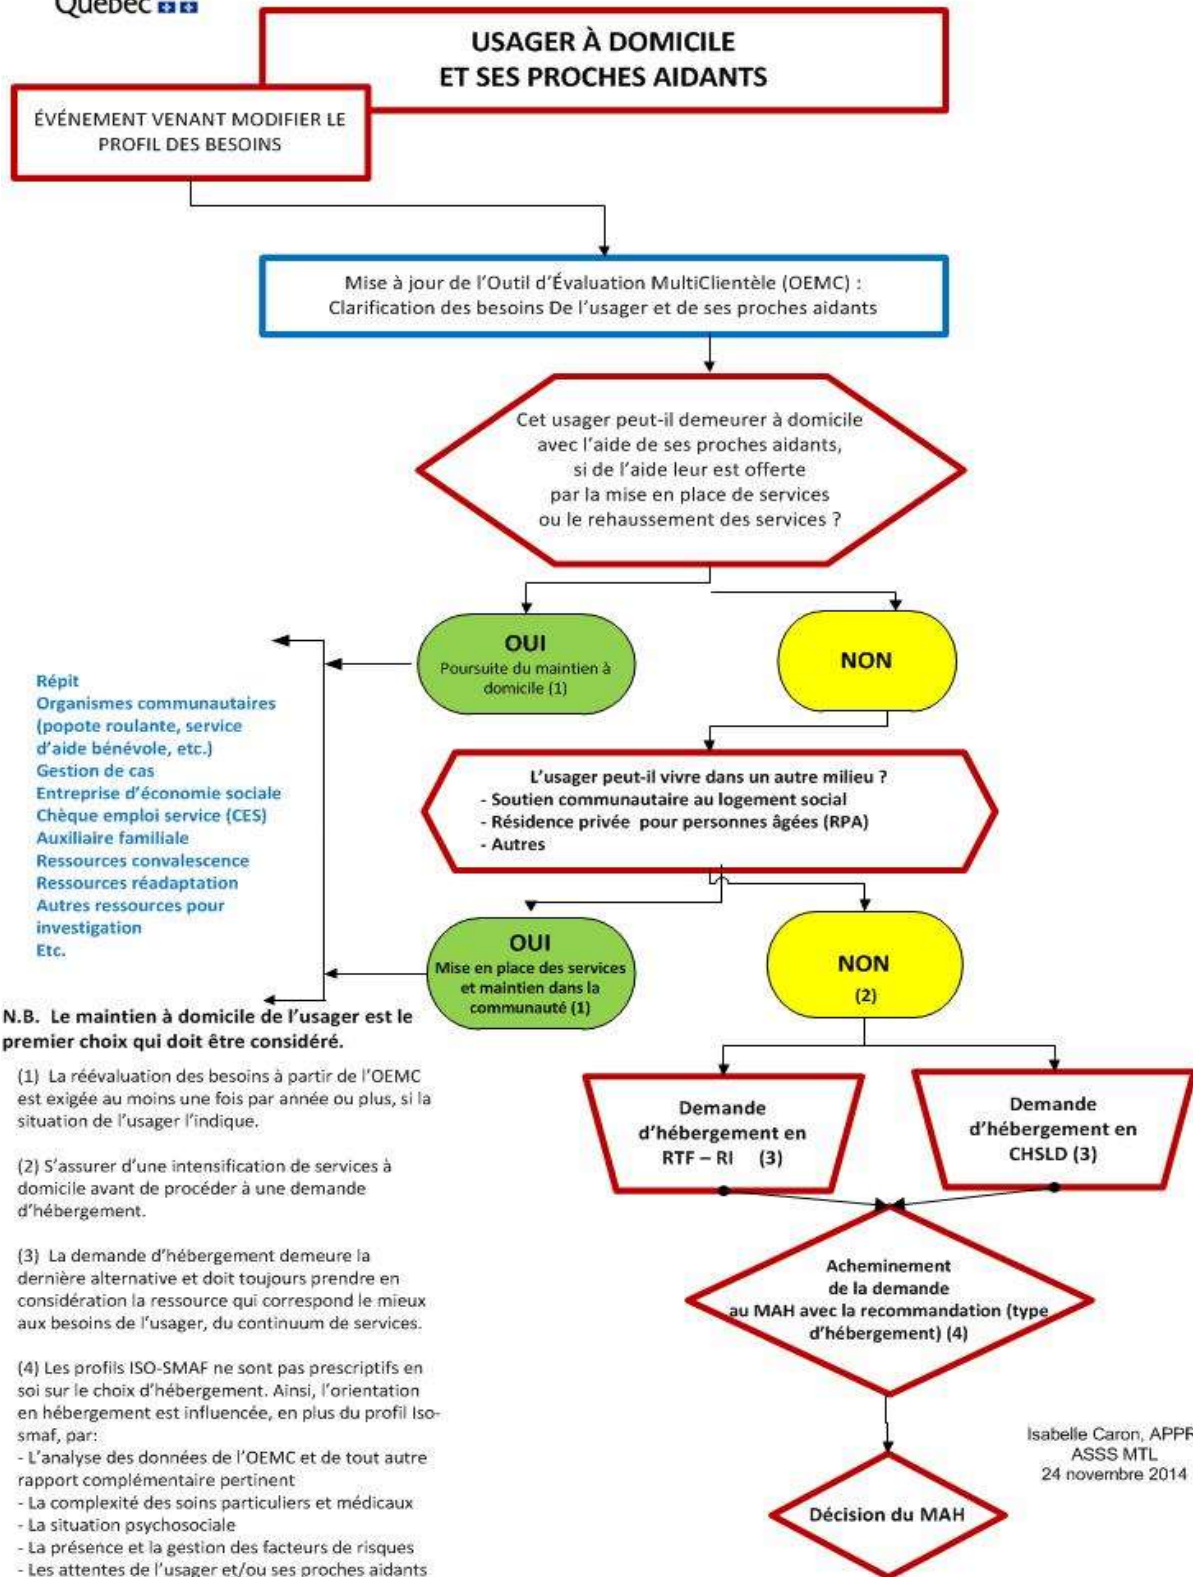 Québec
USAGER À DOMICILE
ET SES PROCHES AIDANTS
ÉVÉNEMENT VENANT MODIFIER LE
PROFIL DES BESOINS
Mise à jour de l'Outil d'Évaluation MultiClientèle (OEMC) :
Clarification des besoins De l'usager et de ses proches aidants
Cet usager peut-il demeurer à domicile
avec l'aide de ses proches aidants,
si de l'aide leur est offerte
par la mise en place de services
ou le rehaussement des services ?
OUI
Poursuite du maintien à
domicile (1)
NON
Répit
Organismes communautaires
(popote roulante, service
d'aide bénévole, etc.)
Gestion de cas
Entreprise d'économie sociale
Chèque emploi service (CES)
Auxiliaire familiale
Ressources convalescence
Ressources réadaptation
Autres ressources pour
investigation
Etc.
L'usager peut-il vivre dans un autre milieu ?
- Soutien communautaire au logement social
- Résidence privée pour personnes âgées (RPA)
- Autres
OUI
Mise en place des services
et maintien dans la
communauté (1)
NON
(2)
N.B. Le maintien à domicile de l'usager est le
premier choix qui doit être considéré.
(1) La réévaluation des besoins à partir de l'OEMC
est exigée au moins une fois par année ou plus, si la
situation de l'usager l'indique.
(2) S'assurer d'une intensification de services à
domicile avant de procéder à une demande
d'hébergement.
(3) La demande d'hébergement demeure la
dernière alternative et doit toujours prendre en
considération la ressource qui correspond le mieux
aux besoins de l'usager, du continuum de services.
(4) Les profils ISO-SMAF ne sont pas prescriptifs en
soi sur le choix d'hébergement. Ainsi, l'orientation
en hébergement est influencée, en plus du profil Iso-
smaf, par:
- L'analyse des données de l'OEMC et de tout autre
rapport complémentaire pertinent
- La complexité des soins particuliers et médicaux
- La situation psychosociale
- La présence et la gestion des facteurs de risques
- Les attentes de l'usager et/ou ses proches aidants
Demande
d'hébergement en
RTF – RI (3)
Demande
d'hébergement en
CHSLD (3)
Acheminement
de la demande
au MAH avec la recommandation (type
d'hébergement) (4)
Décision du MAH
Isabelle Caron, APPR
ASSS MTL
24 novembre 2014